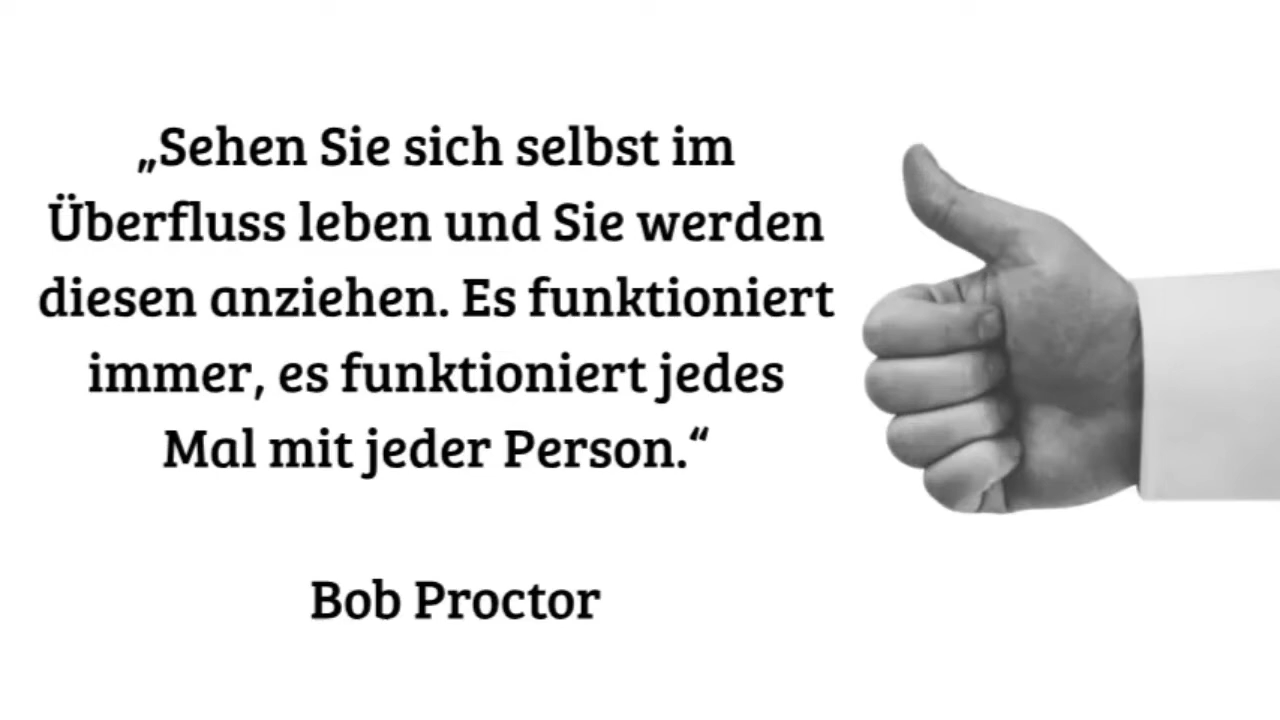 „Sehen Sie sich selbst im
Überfluss leben und Sie werden
diesen anziehen. Es funktioniert
immer, es funktioniert jedes
Mal mit jeder Person.“
Bob Proctor